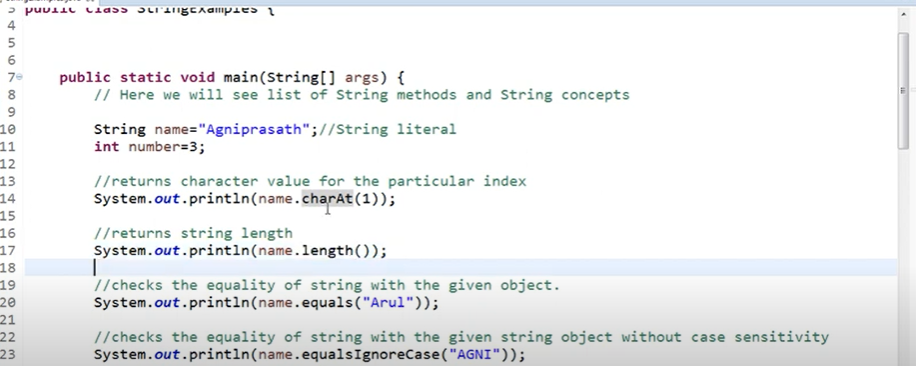 3 public class StringExamples {
4
5
6
7 public static void main(String[] args) {
8 // Here we will see list of String methods and String concepts
9
10 String name="Agniprasath";//String literal
11 int number=3;
12
13 //returns character value for the particular index
14 System.out.println(name.charAt(1));
15
16 //returns string length
17 System.out.println(name.length());
18
19 //checks the equality of string with the given object.
20 System.out.println(name.equals("Arul"));
21
22 //checks the equality of string with the given string object without case sensitivity
23 System.out.println(name.equalsIgnoreCase("AGNI"));